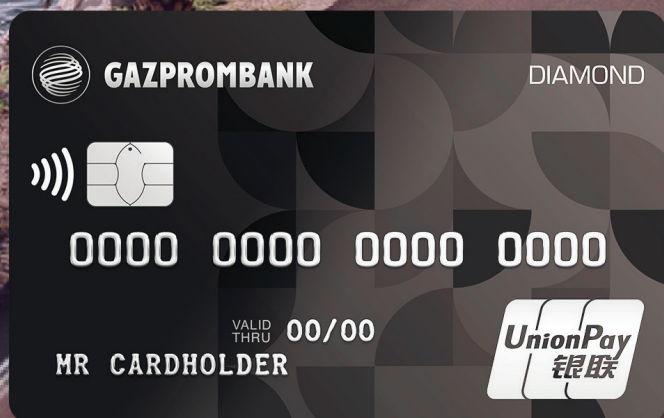 GAZPROMBANK
DIAMOND
0000 0000 0000 0000
VALID
THRU 00/00
MR CARDHOLDER
UnionPay
银联